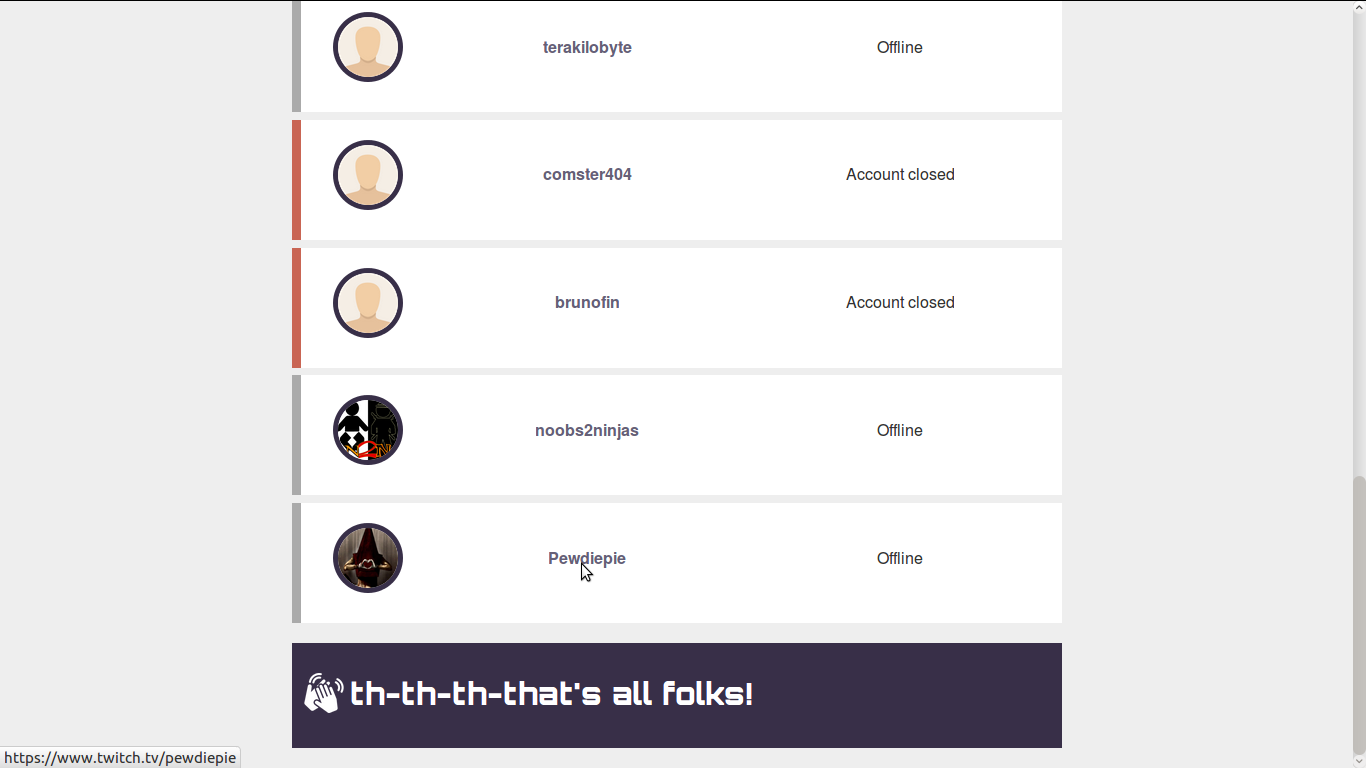 terakilobyte Offline
comster404 Account closed
brunofin Account closed
noobs2ninjas Offline
Pewdiepie Offline
th-th-th-that's all folks!
https://www.twitch.tv/pewdiepie